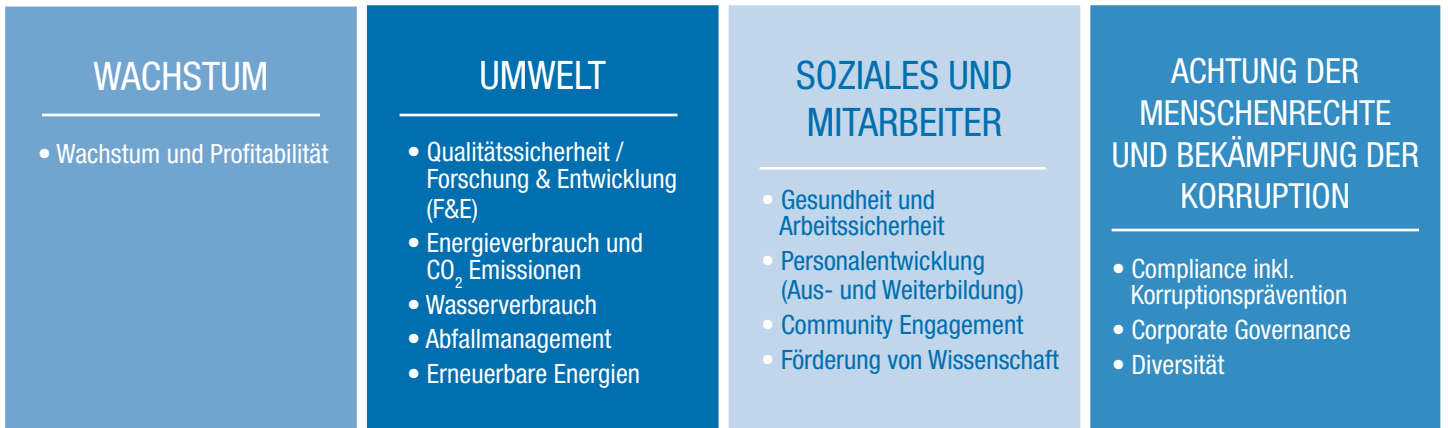 WACHSTUM
• Wachstum und Profitabilität
UMWELT
• Qualitätssicherheit /
Forschung & Entwicklung
(F&E)
• Energieverbrauch und
CO₂ Emissionen
• Wasserverbrauch
• Abfallmanagement
• Erneuerbare Energien
SOZIALES UND
MITARBEITER
• Gesundheit und
Arbeitssicherheit
• Personalentwicklung
(Aus- und Weiterbildung)
• Community Engagement
• Förderung von Wissenschaft
ACHTUNG DER
MENSCHENRECHTE
UND BEKÄMPFUNG DER
KORRUPTION
• Compliance inkl.
Korruptionsprävention
• Corporate Governance
• Diversität